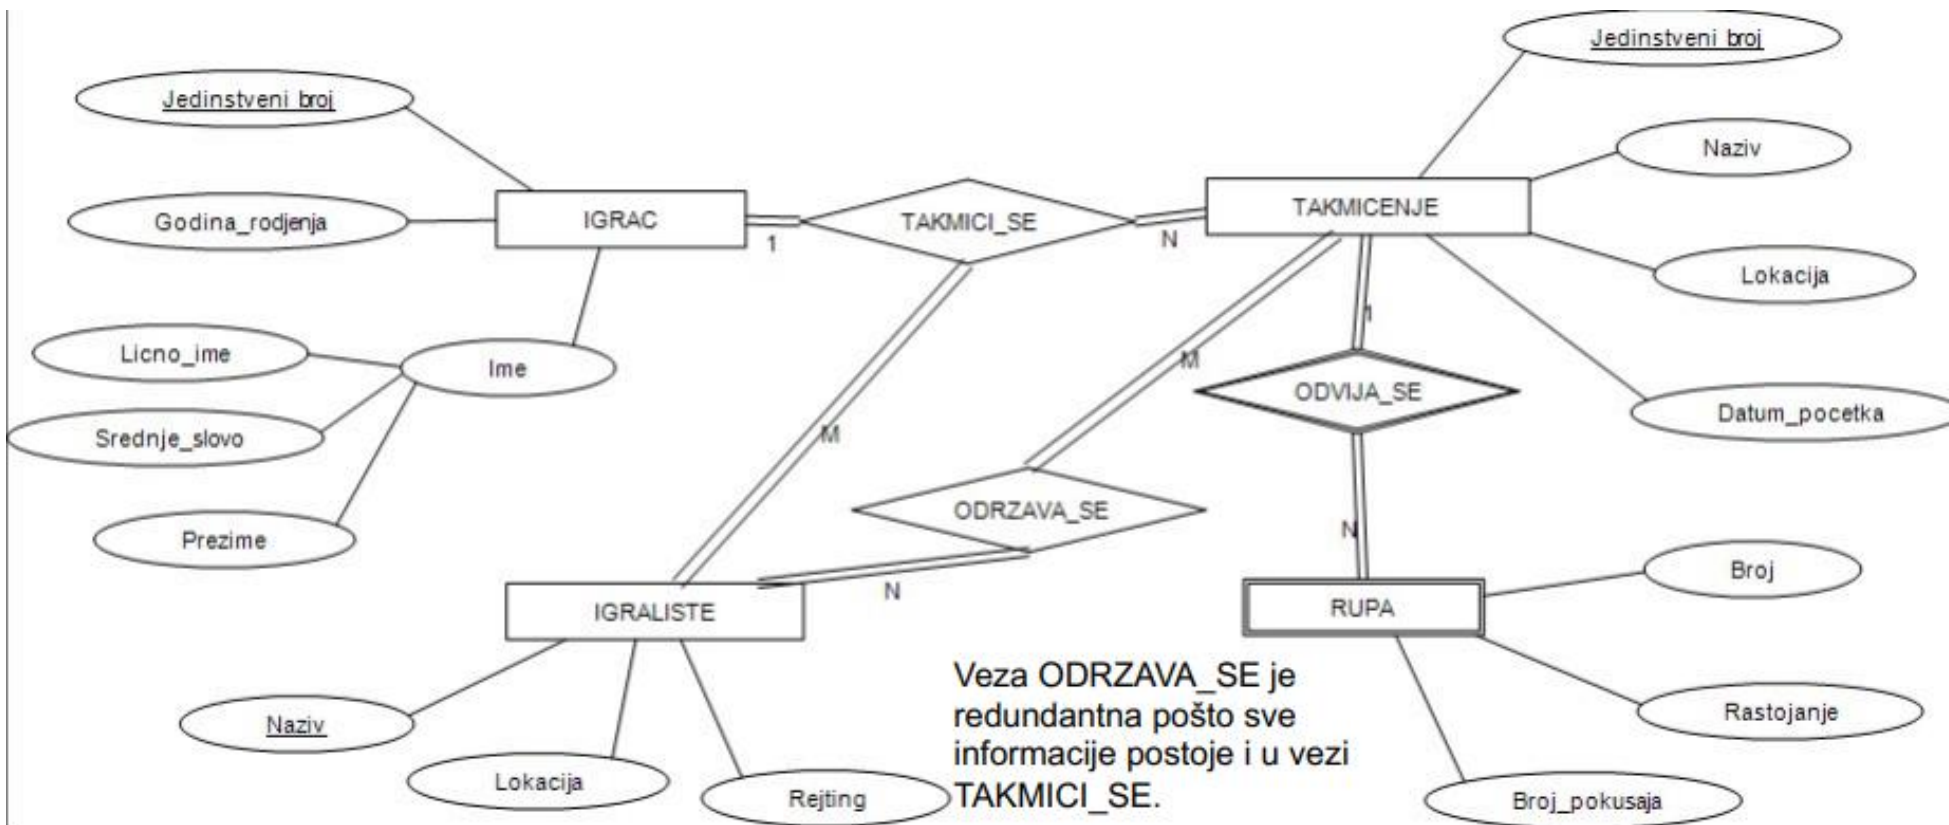 Jedinstveni broj
Jedinstveni broj
Naziv
Godina_rodjenja
IGRAC
1
TAKMICI_SE
N
TAKMICENJE
Lokacija
1
Licno_ime
Ime
M
ODVIJA_SE
Datum_pocetka
Srednje_slovo
M
ODRZAVA_SE
N
Prezime
Broj
N
IGRALISTE
RUPA
Veza ODRZAVA_SE je
redundantna pošto sve
informacije postoje i u vezi
TAKMICI_SE.
Naziv
Lokacija
Rejting
Rastojanje
Broj_pokusaja